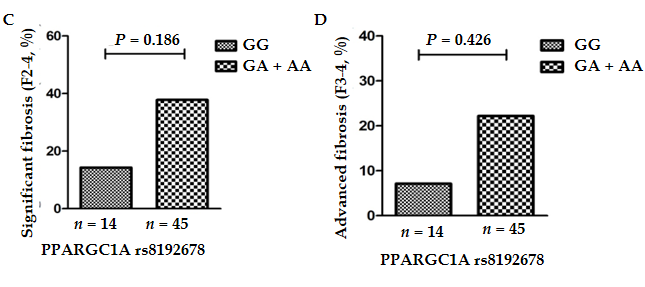 C
Significant fibrosis (F2-4, %)
60
40
20
0
P = 0.186
GG
GA + AA
n = 14
n = 45
PPARGC1A rs8192678
D
Advanced fibrosis (F3-4, %)
40
30
20
10
0
P = 0.426
GG
GA + AA
n = 14
n = 45
PPARGC1A rs8192678